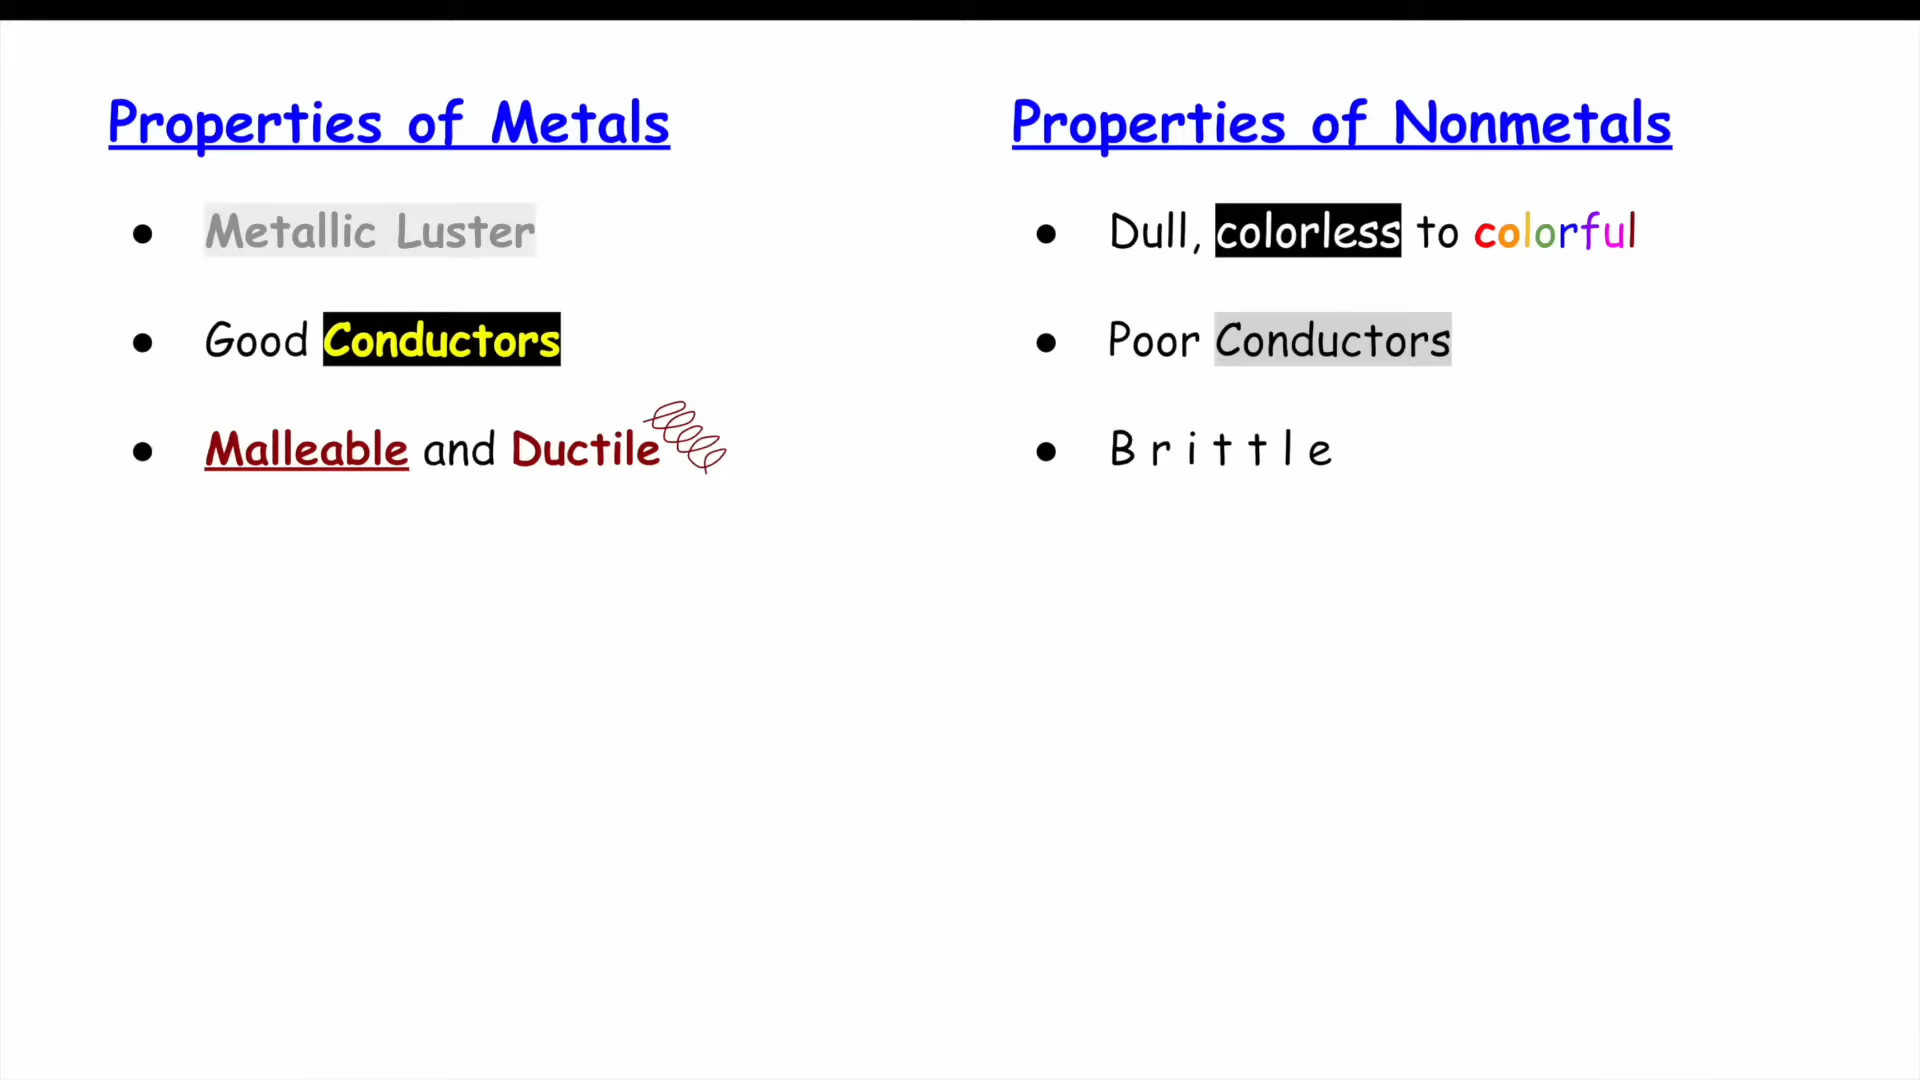 Properties of Metals
● Metallic Luster
● Good Conductors
● Malleable and Ductile
Properties of Nonmetals
● Dull, colorless to colorful
● Poor Conductors
● B r i t t l e